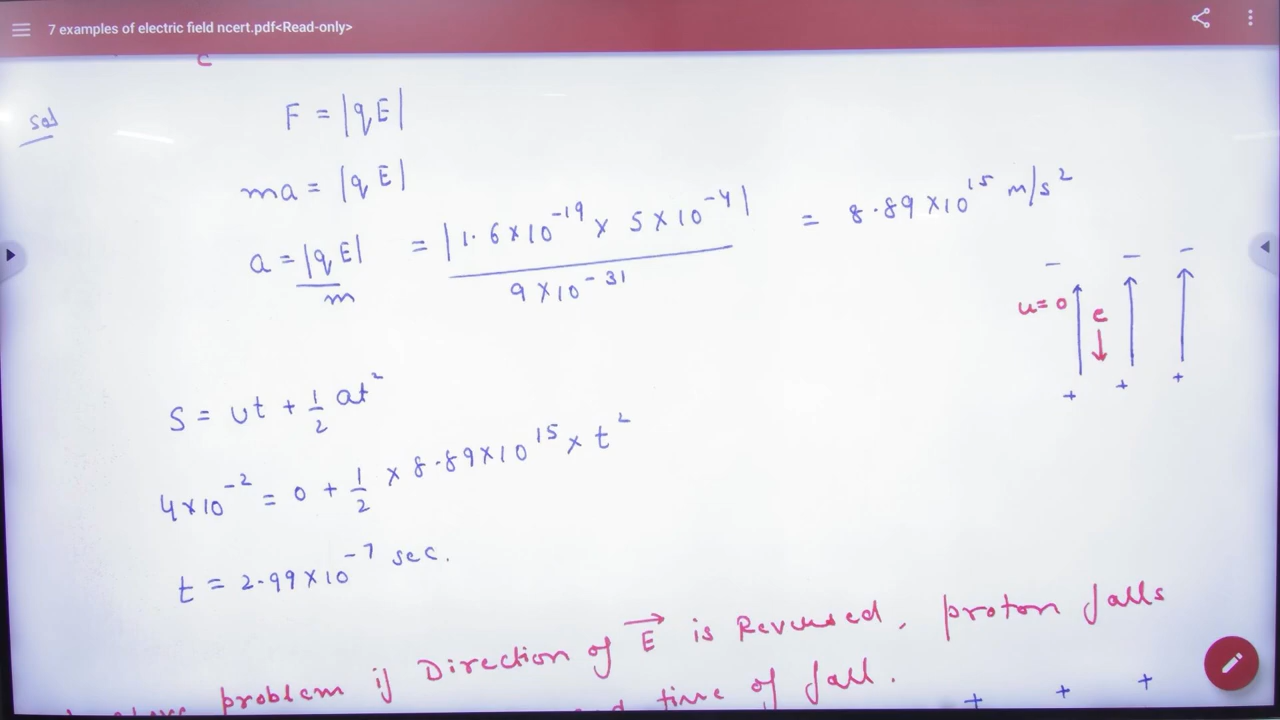 7 examples of electric field ncert.pdf<Read-only>
c
Sol
F = |qE|
ma = |qE|
a = |qE| / m = |1.6×10^-19 × 5×10^-4| / 9×10^-31 = 8.89×10^15 m/s^2
- - -
u=0 e
+ + +
S = ut + 1/2 at^2
4×10^-2 = 0 + 1/2 × 8.89×10^15 × t^2
t = 2.99×10^-7 sec.
problem if Direction of E⃗ is Reversed, proton falls
time of fall.
+ + +